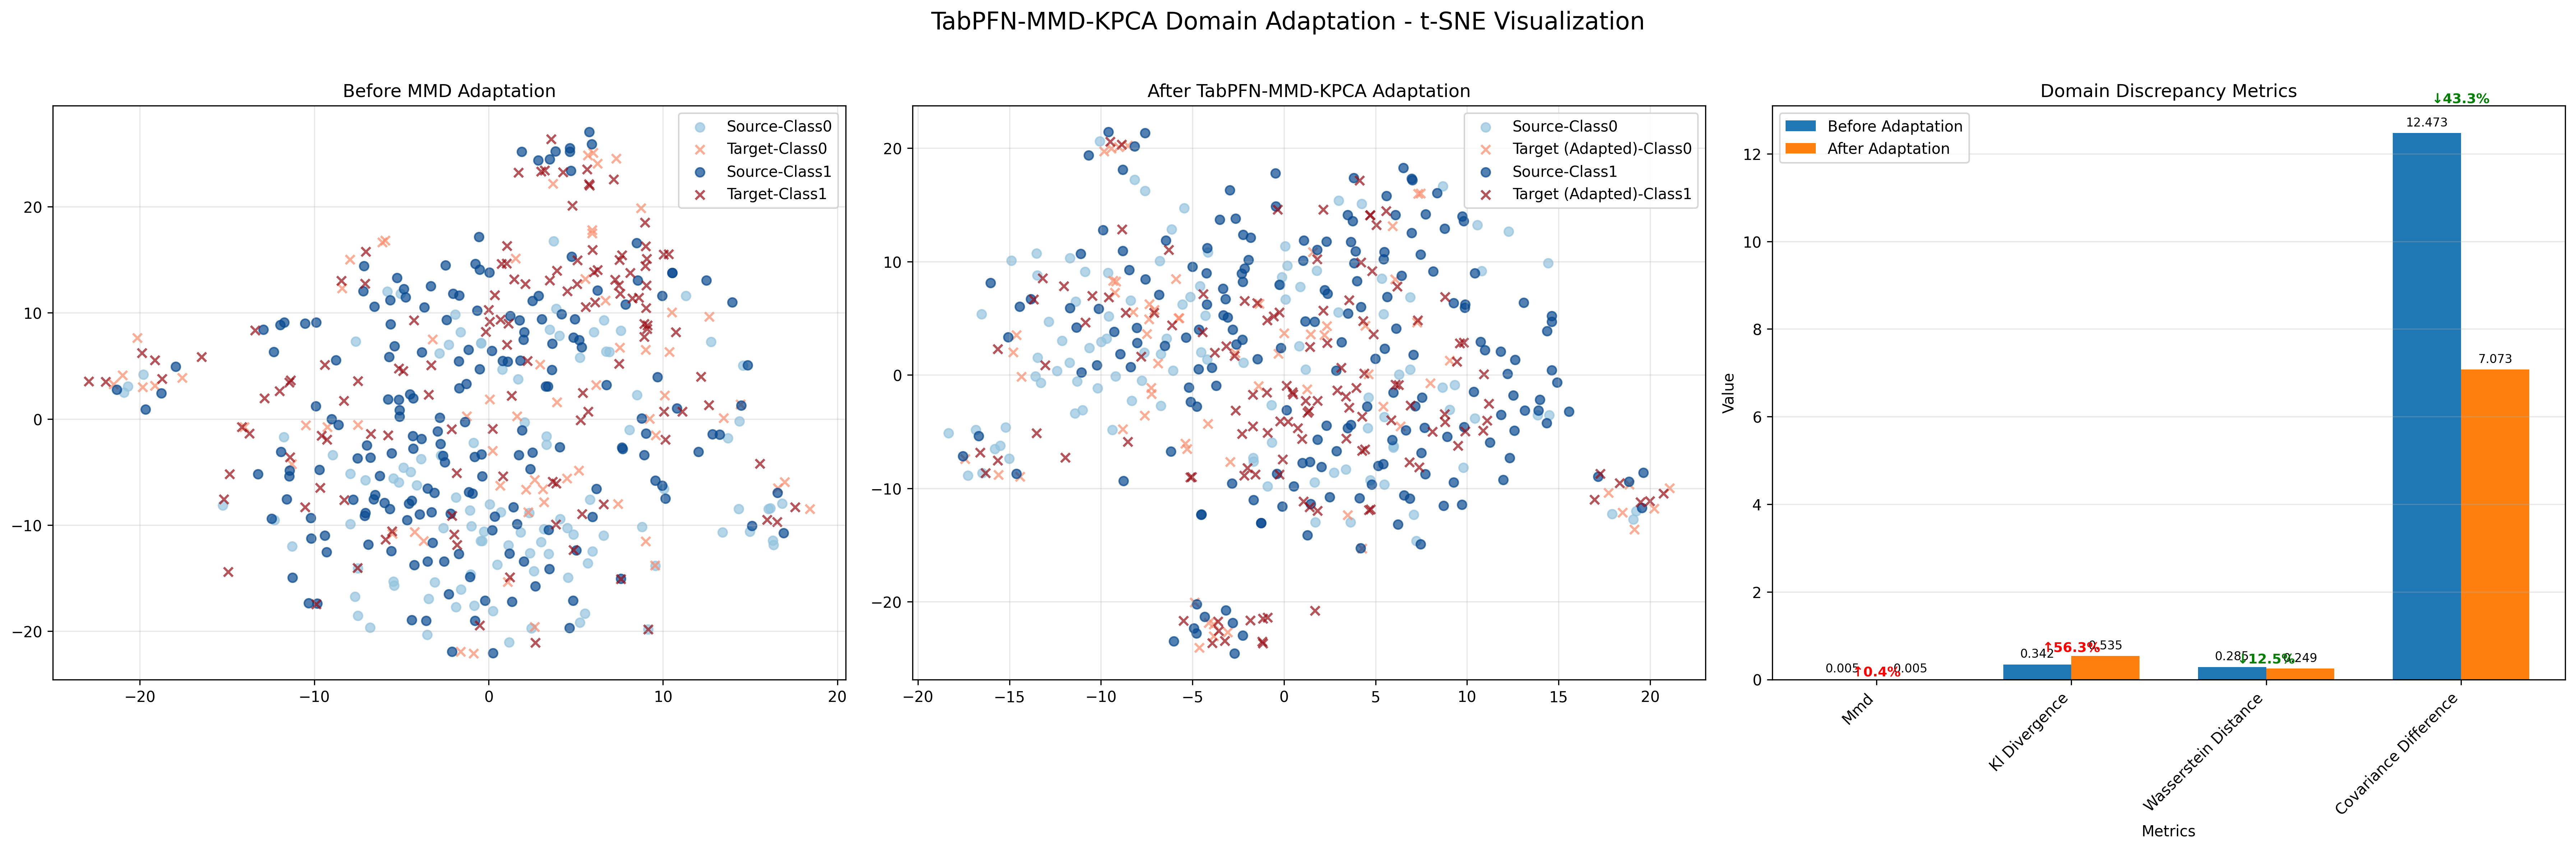 TabPFN-MMD-KPCA Domain Adaptation - t-SNE Visualization
Before MMD Adaptation
Source-Class0
Target-Class0
Source-Class1
Target-Class1
20
10
0
−10
−20
−20
−10
0
10
20
After TabPFN-MMD-KPCA Adaptation
Source-Class0
Target (Adapted)-Class0
Source-Class1
Target (Adapted)-Class1
20
10
0
−10
−20
−20
−15
−10
−5
0
5
10
15
20
Domain Discrepancy Metrics
Before Adaptation
After Adaptation
↓43.3%
12.473
7.073
↑56.3%
0.342
0.535
↓12.5%
0.285
0.249
↑0.4%
0.005
0.005
Value
12
10
8
6
4
2
0
Mmd
Kl Divergence
Wasserstein Distance
Covariance Difference
Metrics